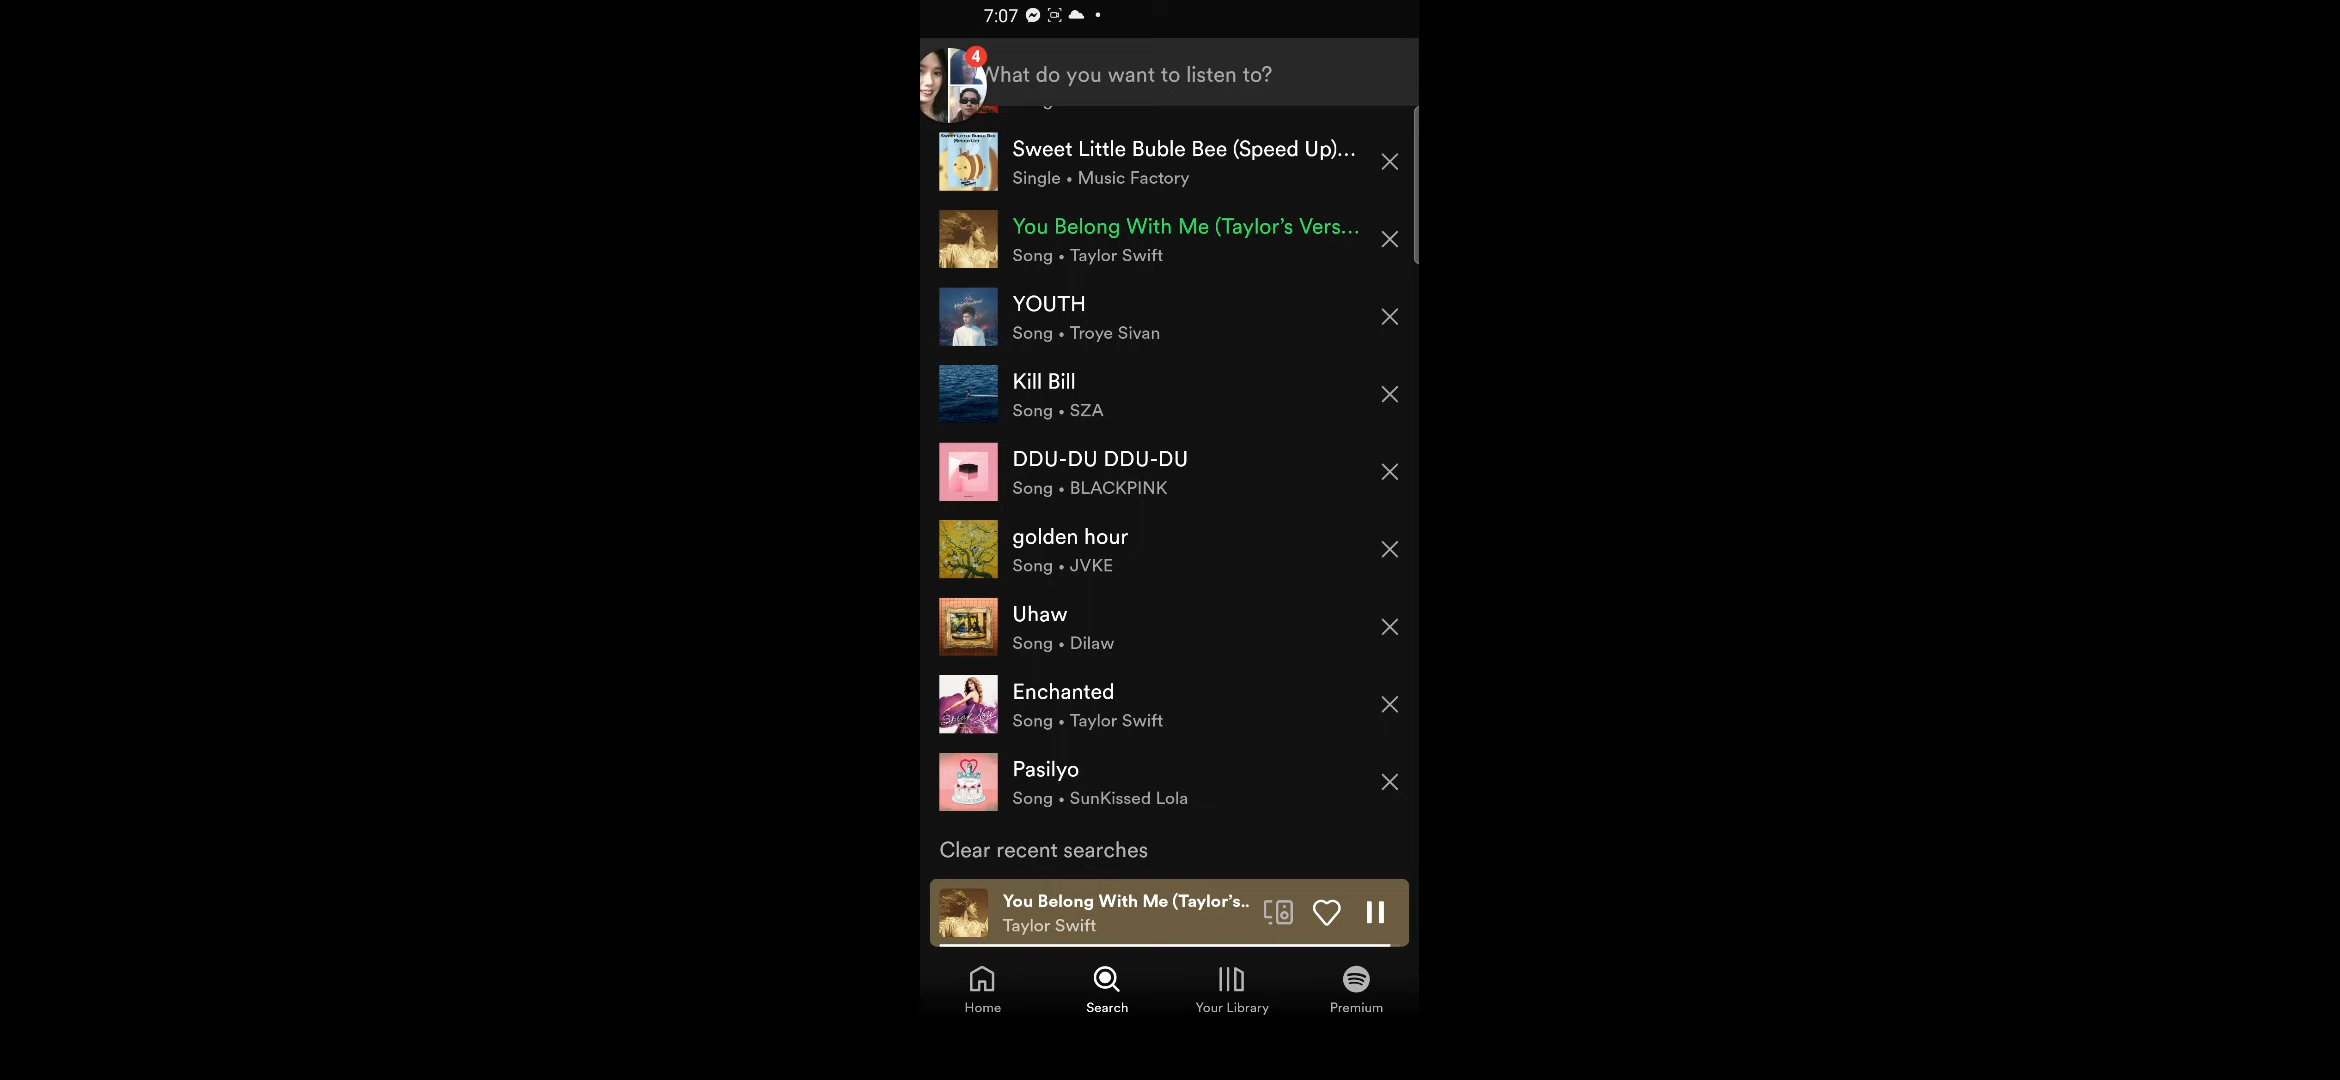 7:07
4
What do you want to listen to?
Sweet Little Buble Bee (Speed Up)...
Single • Music Factory
You Belong With Me (Taylor's Vers...
Song • Taylor Swift
YOUTH
Song • Troye Sivan
Kill Bill
Song • SZA
DDU-DU DDU-DU
Song • BLACKPINK
golden hour
Song • JVKE
Uhaw
Song • Dilaw
Enchanted
Song • Taylor Swift
Speak Now
Pasilyo
Song • SunKissed Lola
Clear recent searches
You Belong With Me (Taylor's..
Taylor Swift
Home
Search
Your Library
Premium